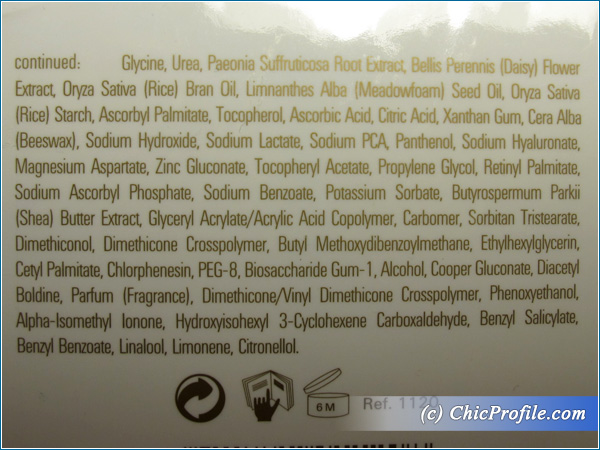 continued: Glycine, Urea, Paeonia Suffruticosa Root Extract, Bellis Perennis (Daisy) Flower
Extract, Oryza Sativa (Rice) Bran Oil, Limnanthes Alba (Meadowfoam) Seed Oil, Oryza Sativa
(Rice) Starch, Ascorbyl Palmitate, Tocopherol, Ascorbic Acid, Citric Acid, Xanthan Gum, Cera Alba
(Beeswax), Sodium Hydroxide, Sodium Lactate, Sodium PCA, Panthenol, Sodium Hyaluronate,
Magnesium Aspartate, Zinc Gluconate, Tocopheryl Acetate, Propylene Glycol, Retinyl Palmitate,
Sodium Ascorbyl Phosphate, Sodium Benzoate, Potassium Sorbate, Butyrospermum Parkii
(Shea) Butter Extract, Glyceryl Acrylate/Acrylic Acid Copolymer, Carbomer, Sorbitan Tristearate,
Dimethiconol, Dimethicone Crosspolymer, Butyl Methoxydibenzoylmethane, Ethylhexylglycerin,
Cetyl Palmitate, Chlorphenesin, PEG-8, Biosaccharide Gum-1, Alcohol, Cooper Gluconate, Diacetyl
Boldine, Parfum (Fragrance), Dimethicone/Vinyl Dimethicone Crosspolymer, Phenoxyethanol,
Alpha-Isomethyl Ionone, Hydroxyisohexyl 3-Cyclohexene Carboxaldehyde, Benzyl Salicylate,
Benzyl Benzoate, Linalool, Limonene, Citronellol.
6M
Ref. 1120
(c) ChicProfile.com